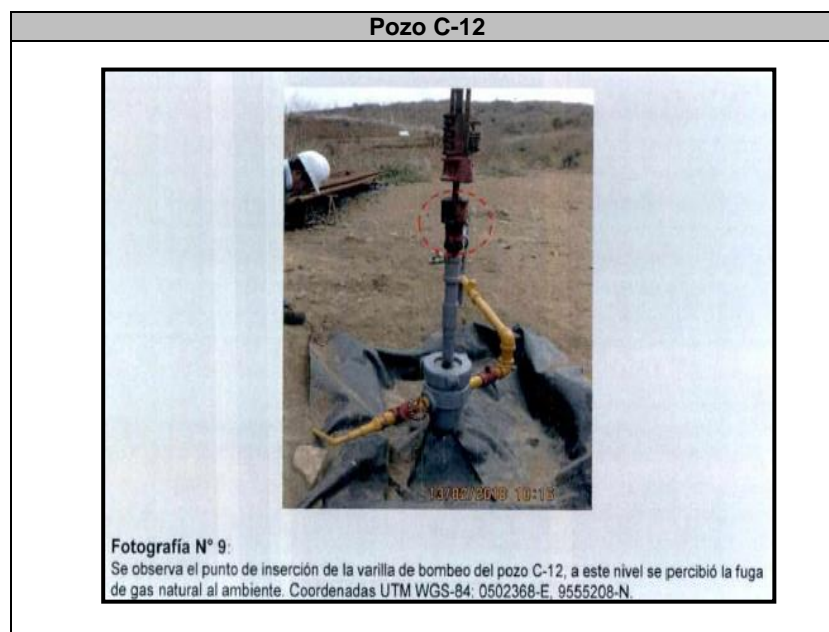 Pozo C-12
13/02/2018 10:15
Fotografía N° 9:
Se observa el punto de inserción de la varilla de bombeo del pozo C-12, a este nivel se percibió la fuga
de gas natural al ambiente. Coordenadas UTM WGS-84: 0502368-E, 9555208-N.